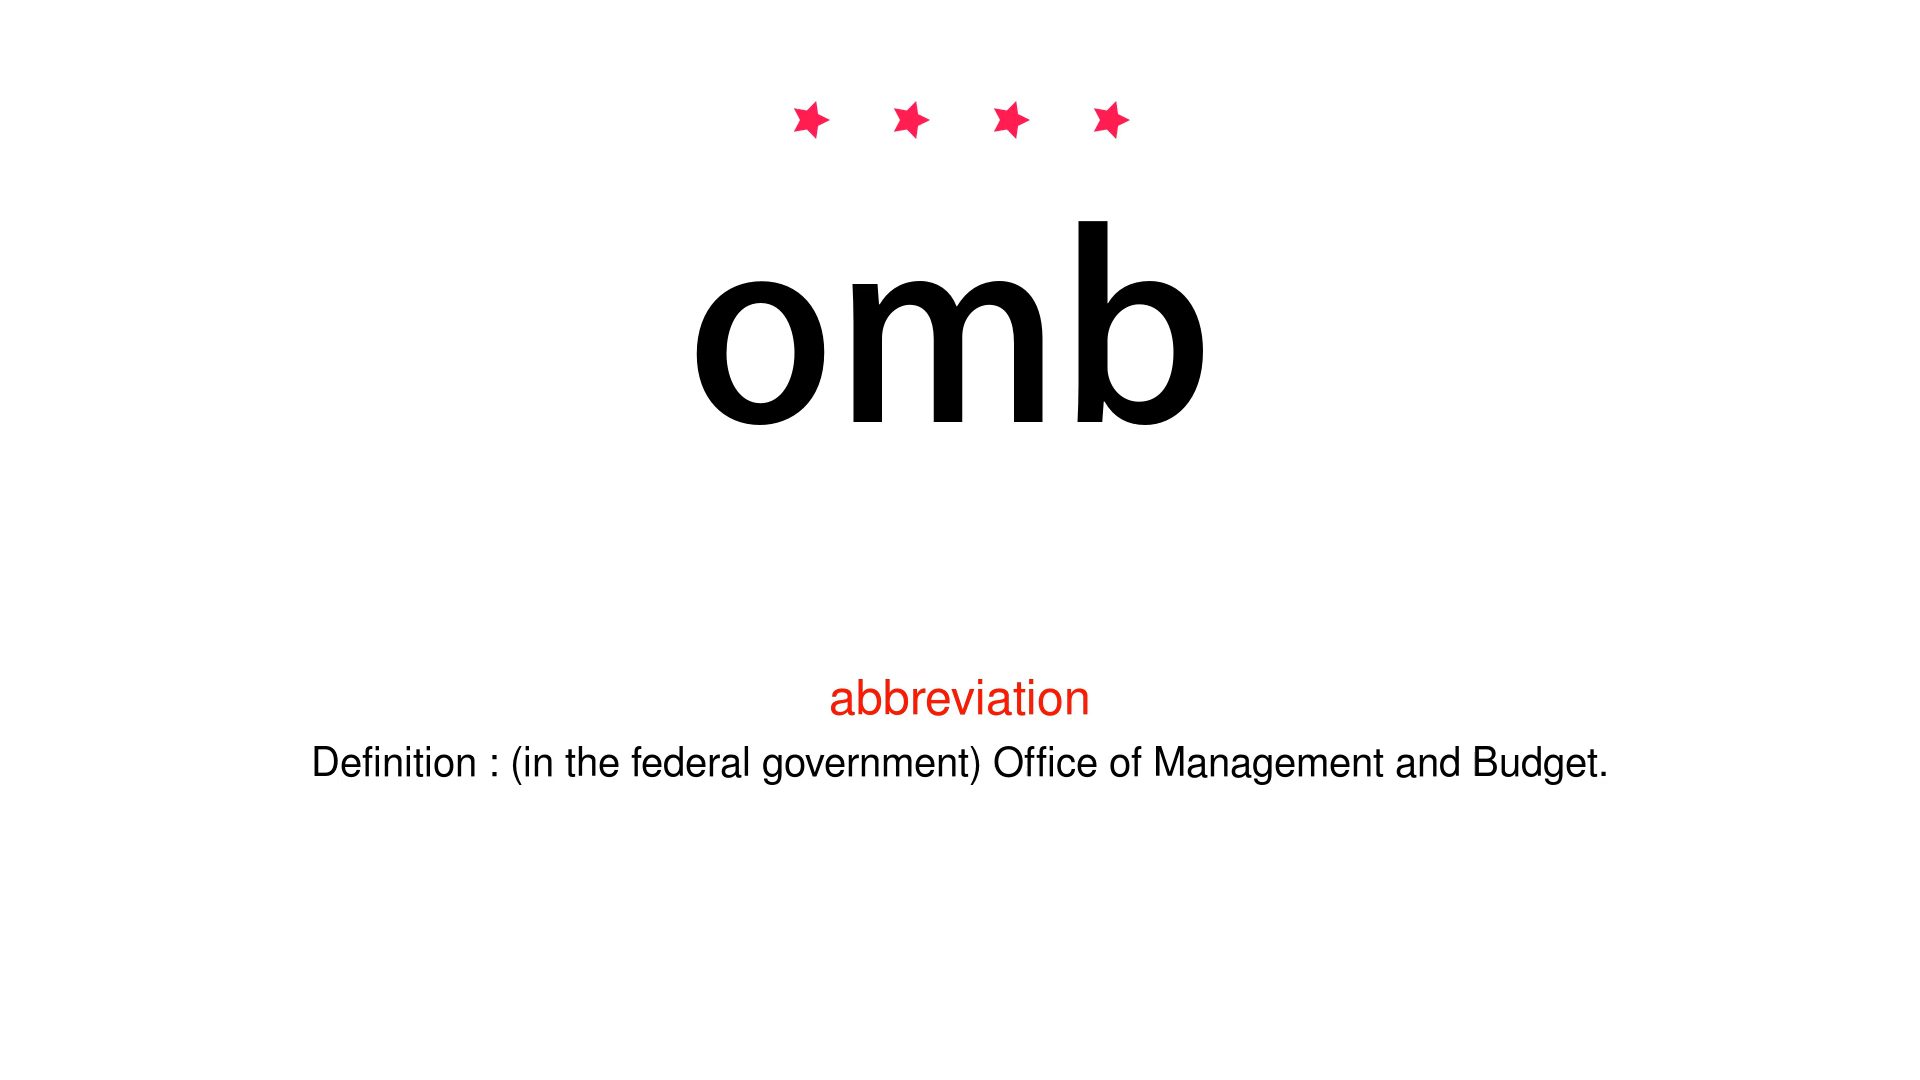 omb
abbreviation
Definition : (in the federal government) Office of Management and Budget.